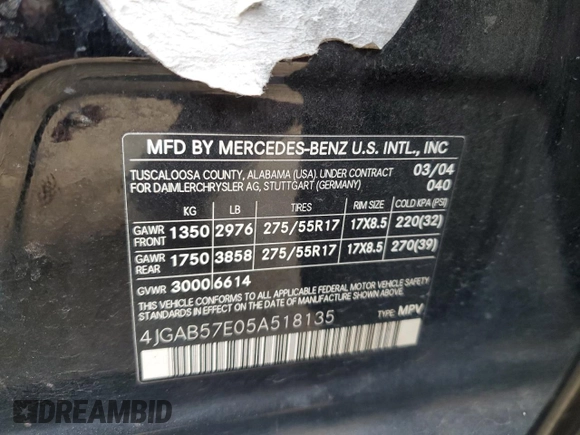 MFD BY MERCEDES-BENZ U.S. INTL., INC
TUSCALOOSA COUNTY, ALABAMA (USA). UNDER CONTRACT 03/04
FOR DAIMLERCHRYSLER AG, STUTTGART (GERMANY) 040
KG LB TIRES RIM SIZE COLD KPA (PSI)
GAWR FRONT 1350 2976 275/55R17 17X8.5 220(32)
GAWR REAR 1750 3858 275/55R17 17X8.5 270(39)
GVWR 3000 6614
THIS VEHICLE CONFORMS TO ALL APPLICABLE FEDERAL MOTOR VEHICLE SAFETY
STANDARDS IN EFFECT ON THE DATE OF MANUFACTURE SHOWN ABOVE.
4JGAB57E05A518135 TYPE: MPV
DREAMBID